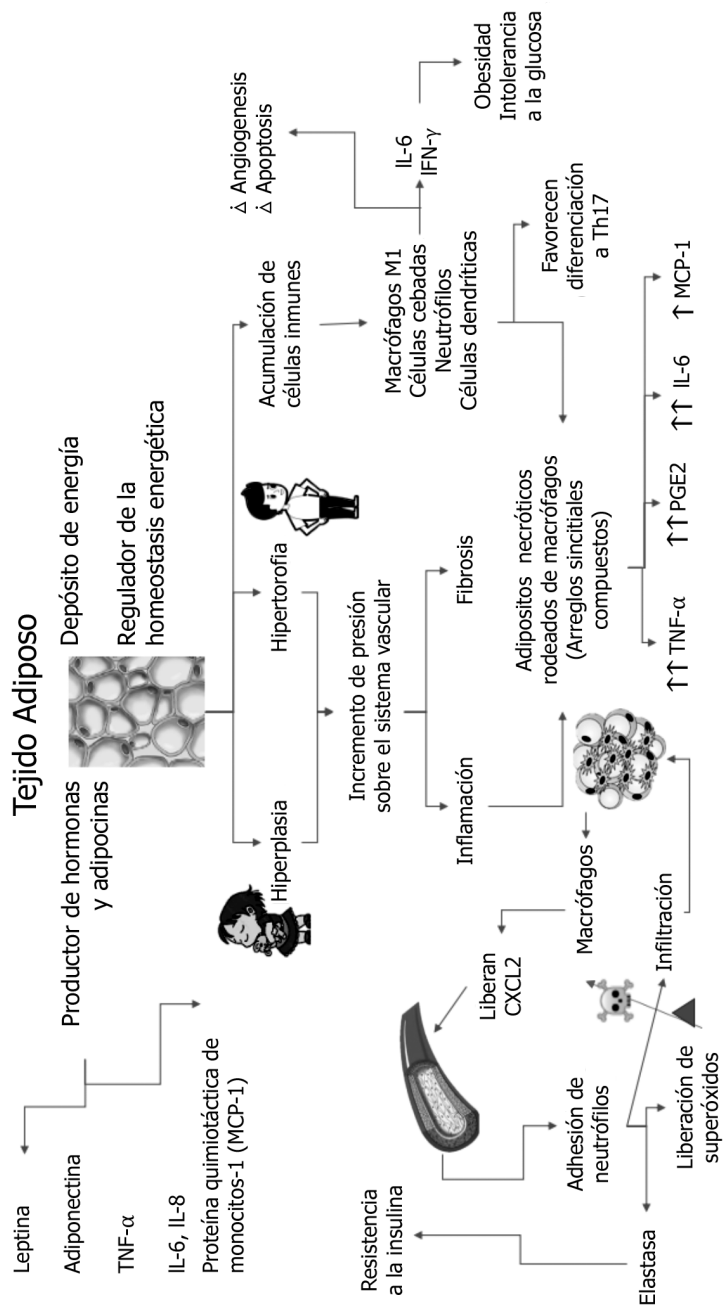 Tejido Adiposo
Productor de hormonas
y adipocinas
Depósito de energía
Regulador de la
homeostasis energética
Leptina
Adiponectina
TNF-α
IL-6, IL-8
Proteína quimiotáctica de
monocitos-1 (MCP-1)
Hiperplasia
Hipertorofia
Acumulación de
células inmunes
Δ Angiogenesis
Δ Apoptosis
Incremento de presión
sobre el sistema vascular
Macrófagos M1
Células cebadas
Neutrófilos
Células dendríticas
IL-6
IFN-γ
Obesidad
Intolerancia
a la glucosa
Inflamación
Fibrosis
Favorecen
diferenciación
a Th17
Adipositos necróticos
rodeados de macrófagos
(Arreglos sincitiales
compuestos)
↑↑ TNF-α
↑↑ PGE2
↑↑ IL-6
↑ MCP-1
Macrófagos
Liberan
CXCL2
Adhesión de
neutrófilos
Infiltración
Liberación de
superóxidos
Elastasa
Resistencia
a la insulina